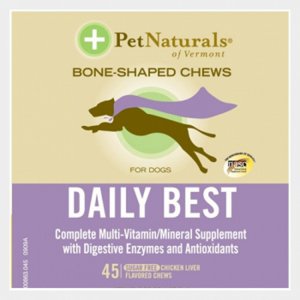 PetNaturals®
of Vermont
BONE-SHAPED CHEWS
FOR DOGS
DAILY BEST
Complete Multi-Vitamin/Mineral Supplement
with Digestive Enzymes and Antioxidants
45 SUGAR FREE CHICKEN LIVER
FLAVORED CHEWS